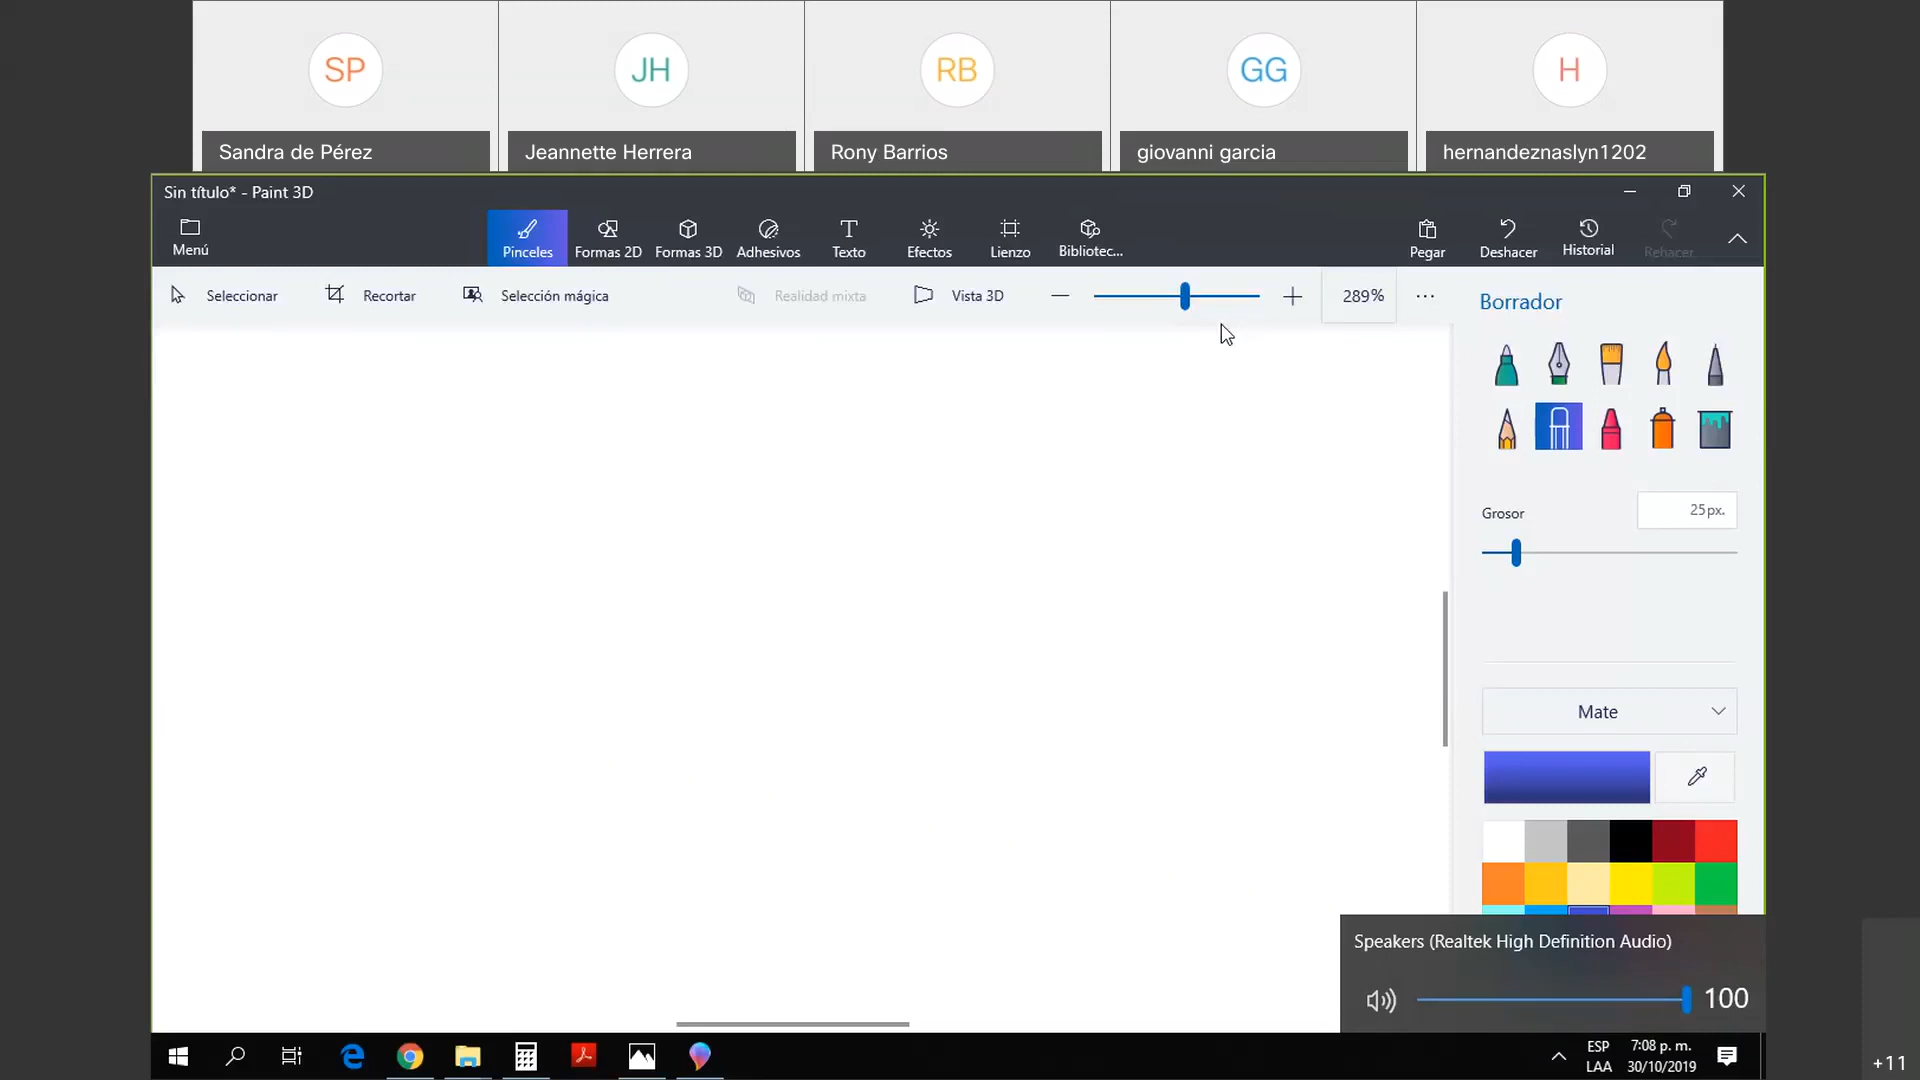 SP
JH
RB
GG
H
Sandra de Pérez
Jeannette Herrera
Rony Barrios
giovanni garcia
hernandeznaslyn1202
Sin título* - Paint 3D
Menú
Pinceles
Formas 2D
Formas 3D
Adhesivos
Texto
Efectos
Lienzo
Bibliotec...
Pegar
Deshacer
Historial
Rehacer
Seleccionar
Recortar
Selección mágica
Realidad mixta
Vista 3D
289%
Borrador
Grosor
25px.
Mate
Speakers (Realtek High Definition Audio)
100
ESP
LAA
7:08 p. m.
30/10/2019
+11